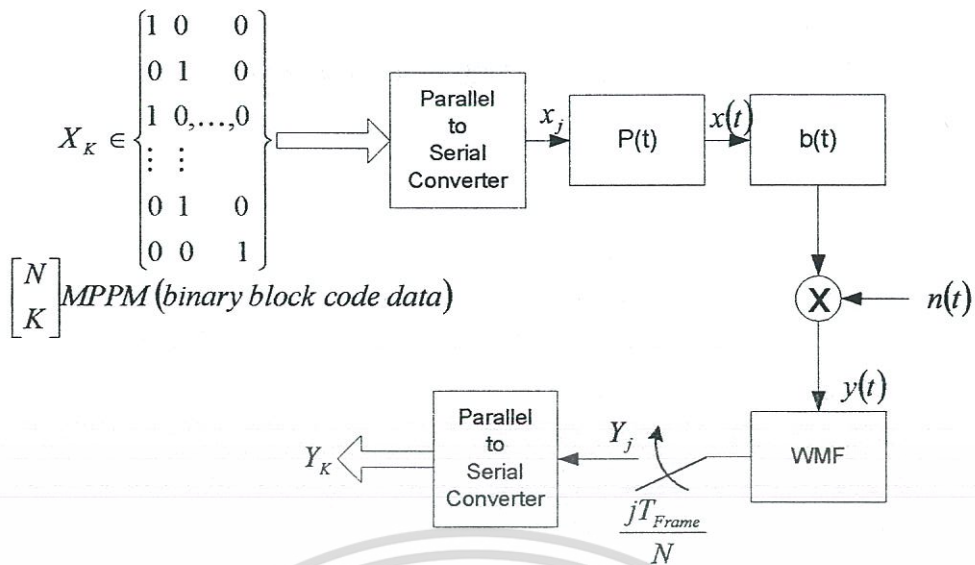 X_K ∈
1 0 0
0 1 0
1 0,...,0
⋮ ⋮
0 1 0
0 0 1
[N K] MPPM (binary block code data)
Parallel
to
Serial
Converter
x_j
P(t)
x(t)
b(t)
X
n(t)
y(t)
WMF
Y_j
jT_Frame
N
Parallel
to
Serial
Converter
Y_K